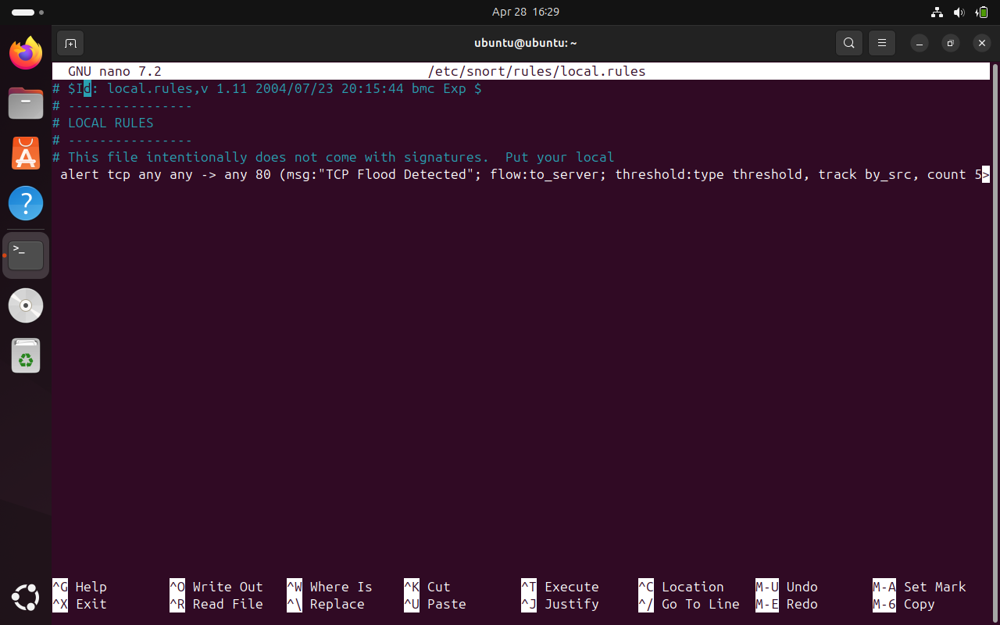 Apr 28 16:29
ubuntu@ubuntu: ~
GNU nano 7.2 /etc/snort/rules/local.rules
# $Id: local.rules,v 1.11 2004/07/23 20:15:44 bmc Exp $
# ----------------
# LOCAL RULES
# ----------------
# This file intentionally does not come with signatures.  Put your local
alert tcp any any -> any 80 (msg:"TCP Flood Detected"; flow:to_server; threshold:type threshold, track by_src, count 5>
^G Help ^O Write Out ^W Where Is ^K Cut ^T Execute ^C Location M-U Undo M-A Set Mark
^X Exit ^R Read File ^\ Replace ^U Paste ^J Justify ^/ Go To Line M-E Redo M-6 Copy